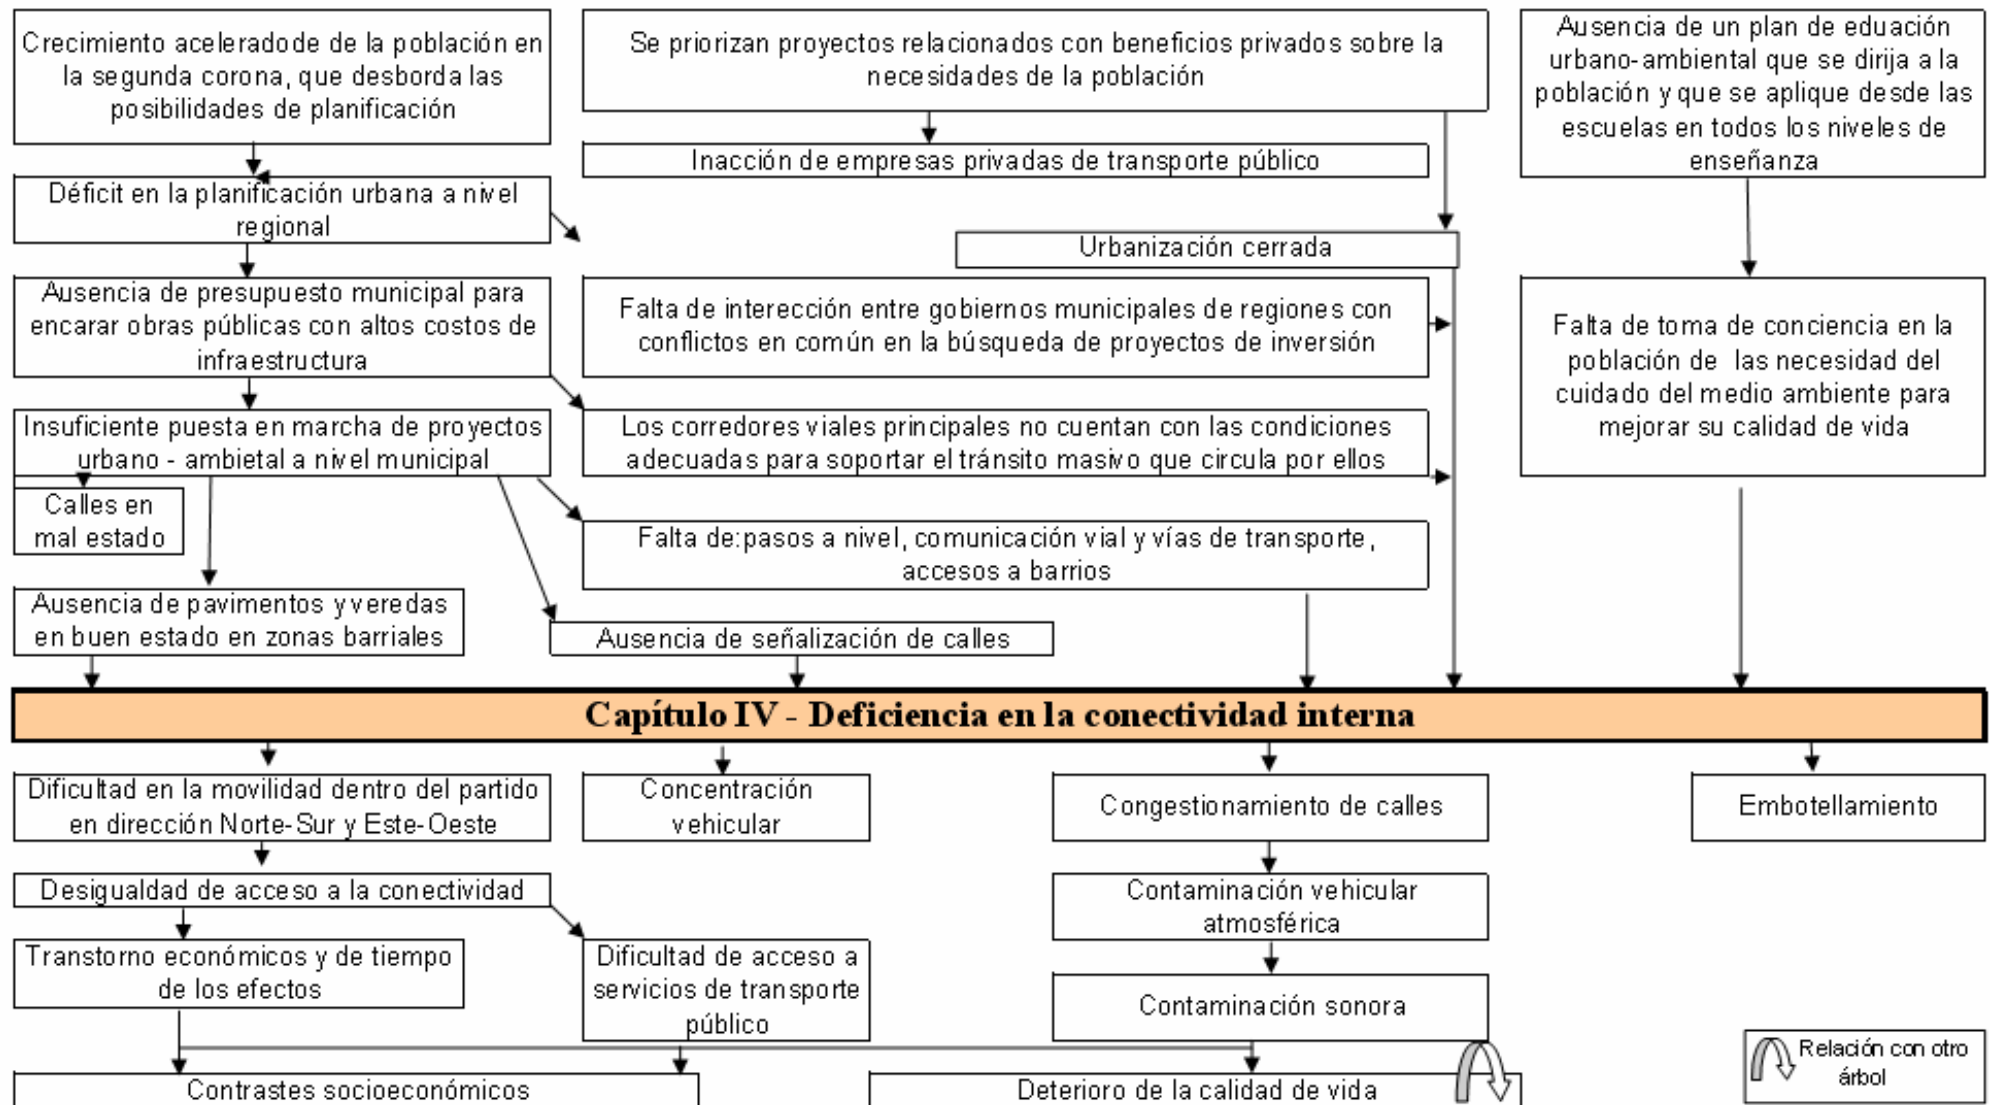 Crecimiento aceleradode de la población en
la segunda corona, que desborda las
posibilidades de planificación
Se priorizan proyectos relacionados con beneficios privados sobre la
necesidades de la población
Ausencia de un plan de eduación
urbano-ambiental que se dirija a la
población y que se aplique desde las
escuelas en todos los niveles de
enseñanza
Inacción de empresas privadas de transporte público
Déficit en la planificación urbana a nivel
regional
Urbanización cerrada
Ausencia de presupuesto municipal para
encarar obras públicas con altos costos de
infraestructura
Falta de interección entre gobiernos municipales de regiones con
conflictos en común en la búsqueda de proyectos de inversión
Falta de toma de conciencia en la
población de las necesidad del
cuidado del medio ambiente para
mejorar su calidad de vida
Insuficiente puesta en marcha de proyectos
urbano - ambietal a nivel municipal
Los corredores viales principales no cuentan con las condiciones
adecuadas para soportar el tránsito masivo que circula por ellos
Calles en
mal estado
Falta de:pasos a nivel, comunicación vial y vías de transporte,
accesos a barrios
Ausencia de pavimentos y veredas
en buen estado en zonas barriales
Ausencia de señalización de calles
Capítulo IV - Deficiencia en la conectividad interna
Dificultad en la movilidad dentro del partido
en dirección Norte-Sur y Este-Oeste
Concentración
vehicular
Congestionamiento de calles
Embotellamiento
Desigualdad de acceso a la conectividad
Contaminación vehicular
atmosférica
Transtorno económicos y de tiempo
de los efectos
Dificultad de acceso a
servicios de transporte
público
Contaminación sonora
Relación con otro
árbol
Contrastes socioeconómicos
Deterioro de la calidad de vida